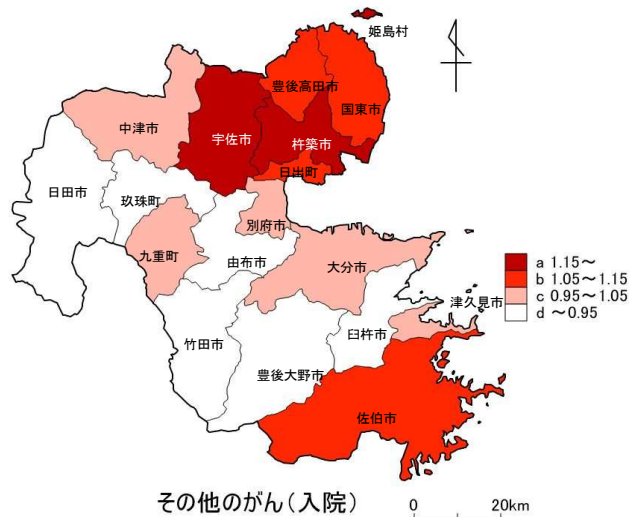 姫島村
豊後高田市
国東市
中津市
宇佐市
杵築市
日出町
日田市
玖珠町
別府市
九重町
由布市
大分市
a 1.15～
b 1.05～1.15
c 0.95～1.05
d ～0.95
津久見市
竹田市
臼杵市
豊後大野市
佐伯市
その他のがん(入院)
0 20km